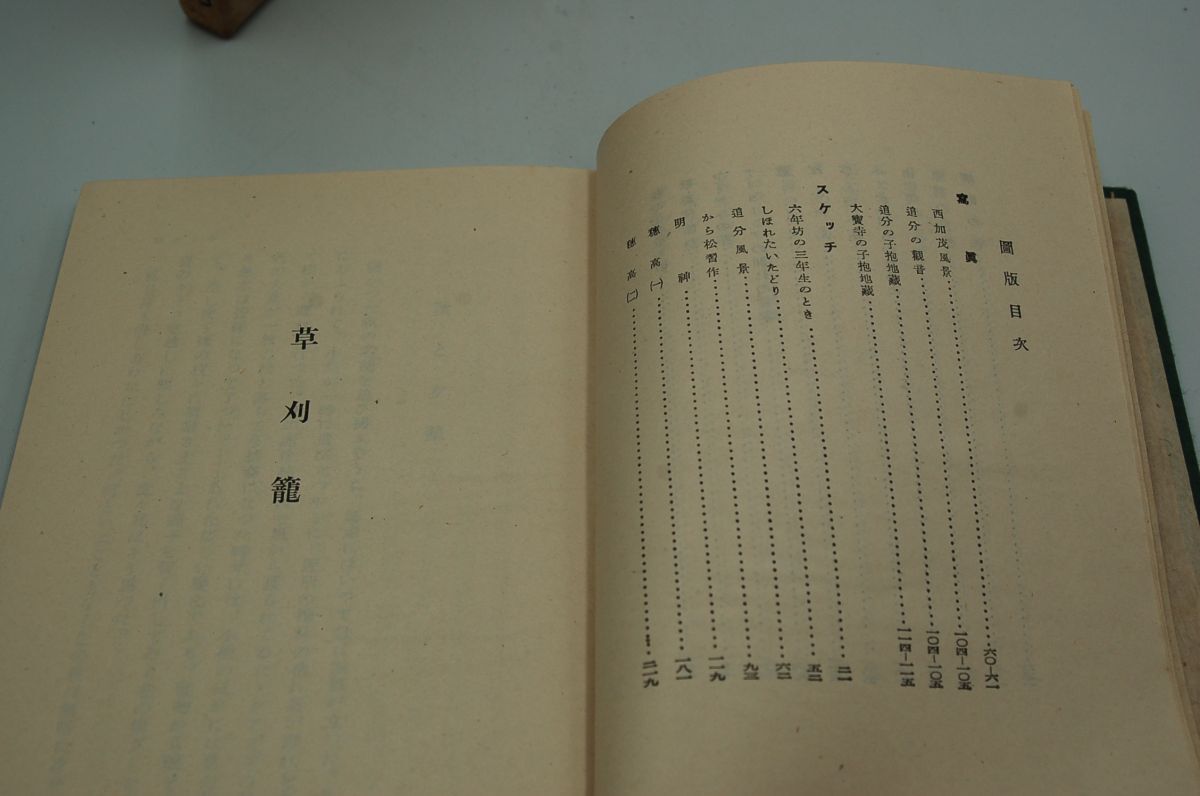 圖版目次
寫眞
西加茂風景……六〇―六一
追分の觀音……一〇四―一〇五
追分の子抱地藏……一〇四―一〇五
大寶寺の子抱地藏……一一四―一一五
スケッチ
六年坊の三年生のとき……二一
しほれたいたどり……五二
追分風景……六二
から松習作……九三
明神……一一九
穗高(一)……一八一
穗高(二)……二一九
草刈籠